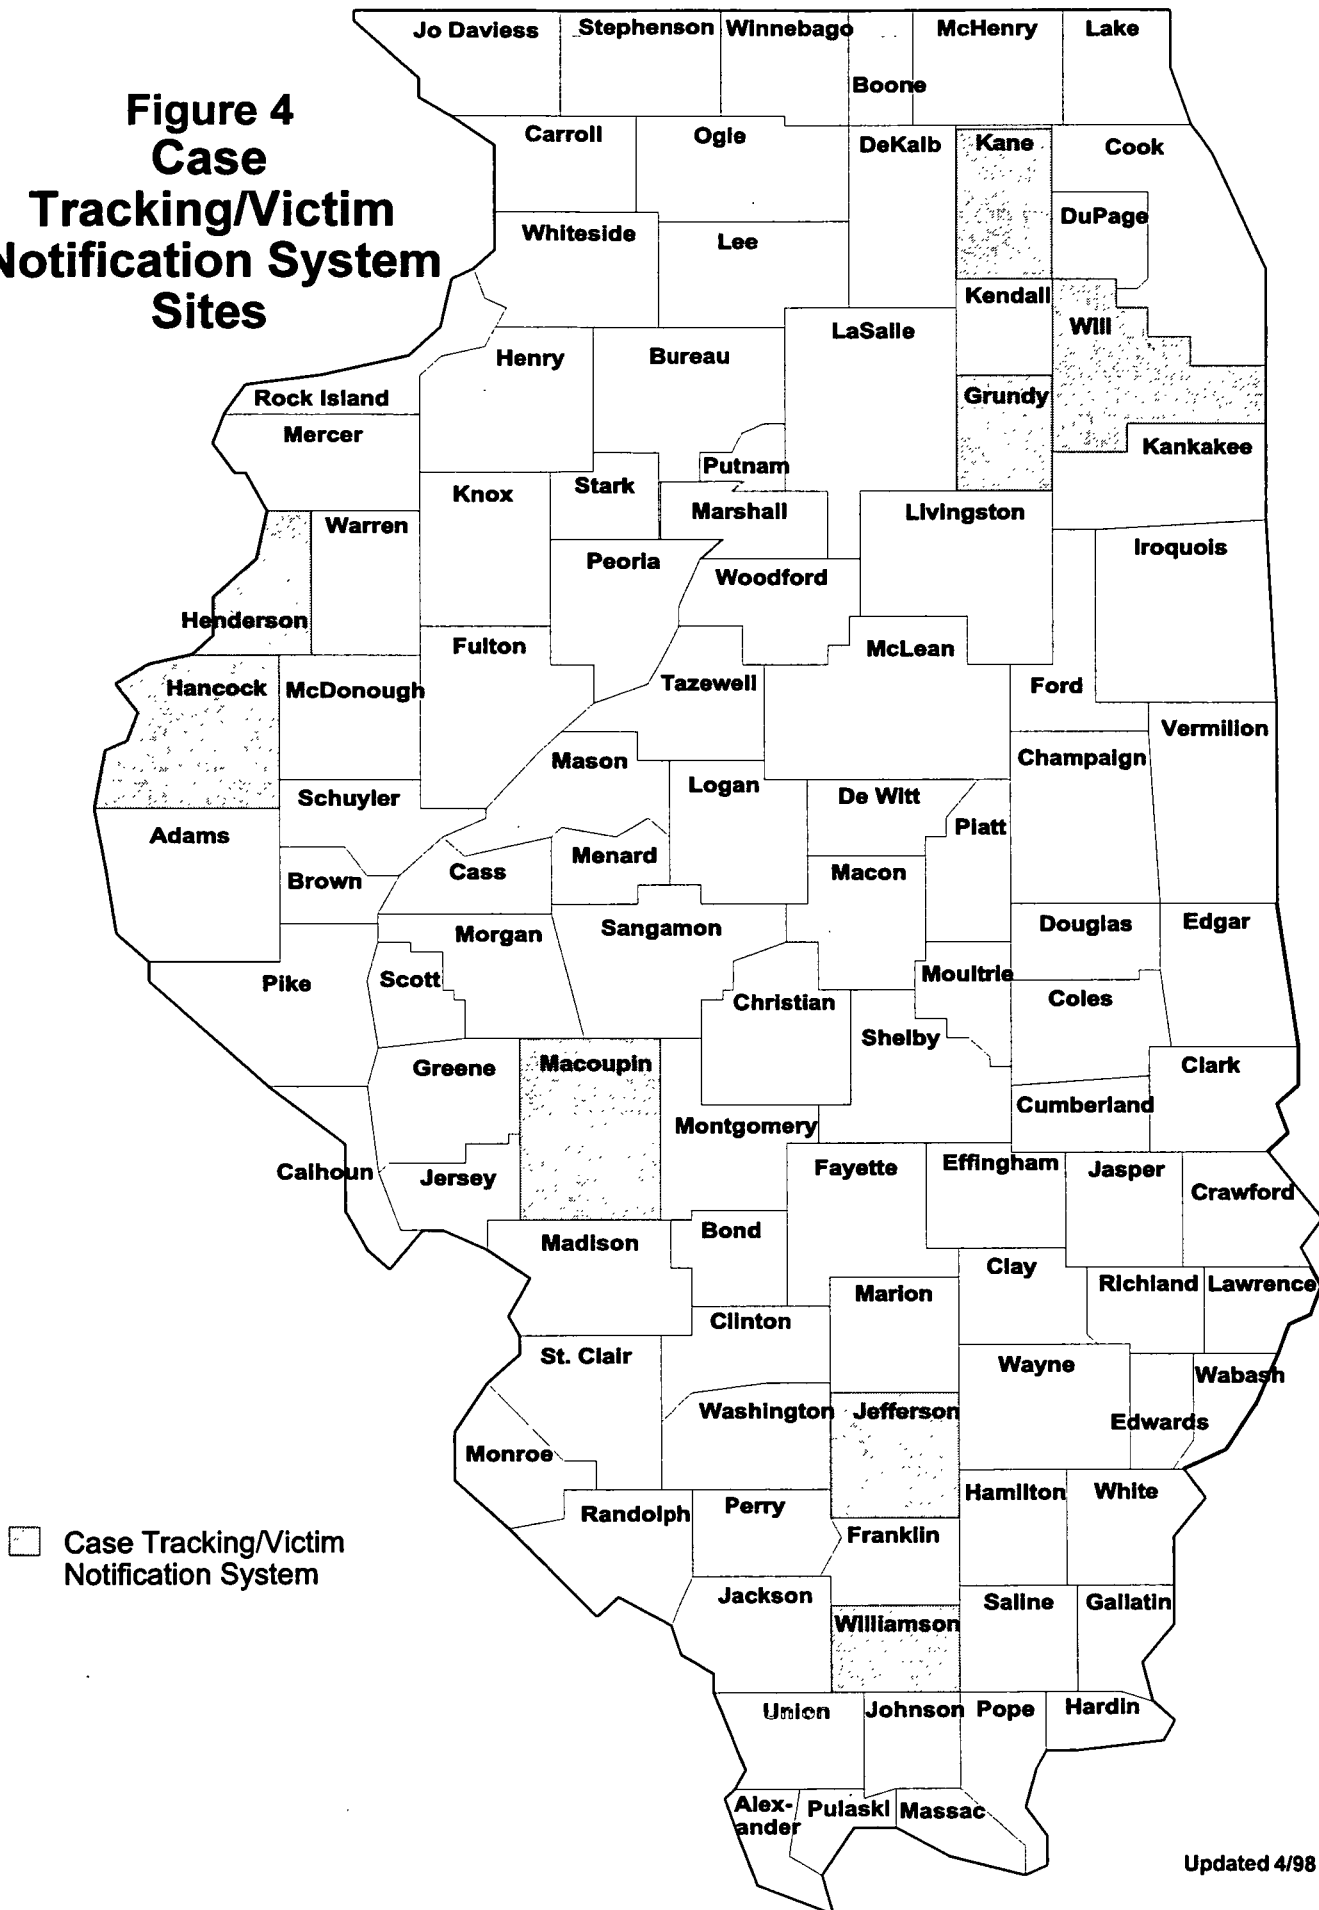 Figure 4
Case
Tracking/Victim
Notification System
Sites
Jo Daviess
Stephenson
Winnebago
McHenry
Lake
Boone
Carroll
Ogle
DeKalb
Kane
Cook
DuPage
Whiteside
Lee
Kendall
LaSalle
Will
Henry
Bureau
Rock Island
Grundy
Mercer
Kankakee
Putnam
Stark
Knox
Marshall
Livingston
Warren
Iroquois
Peoria
Woodford
Henderson
Fulton
McLean
Hancock
McDonough
Tazewell
Ford
Vermilion
Mason
Champaign
Logan
Schuyler
De Witt
Piatt
Adams
Menard
Cass
Brown
Macon
Morgan
Sangamon
Douglas
Edgar
Pike
Scott
Moultrie
Christian
Coles
Shelby
Greene
Macoupin
Clark
Cumberland
Montgomery
Calhoun
Jersey
Fayette
Effingham
Jasper
Crawford
Madison
Bond
Clay
Marion
Richland
Lawrence
Clinton
St. Clair
Wayne
Wabash
Washington
Jefferson
Edwards
Monroe
Hamilton
White
Randolph
Perry
Franklin
Case Tracking/Victim
Notification System
Jackson
Saline
Gallatin
Williamson
Union
Johnson
Pope
Hardin
Alex-
ander
Pulaski
Massac
Updated 4/98